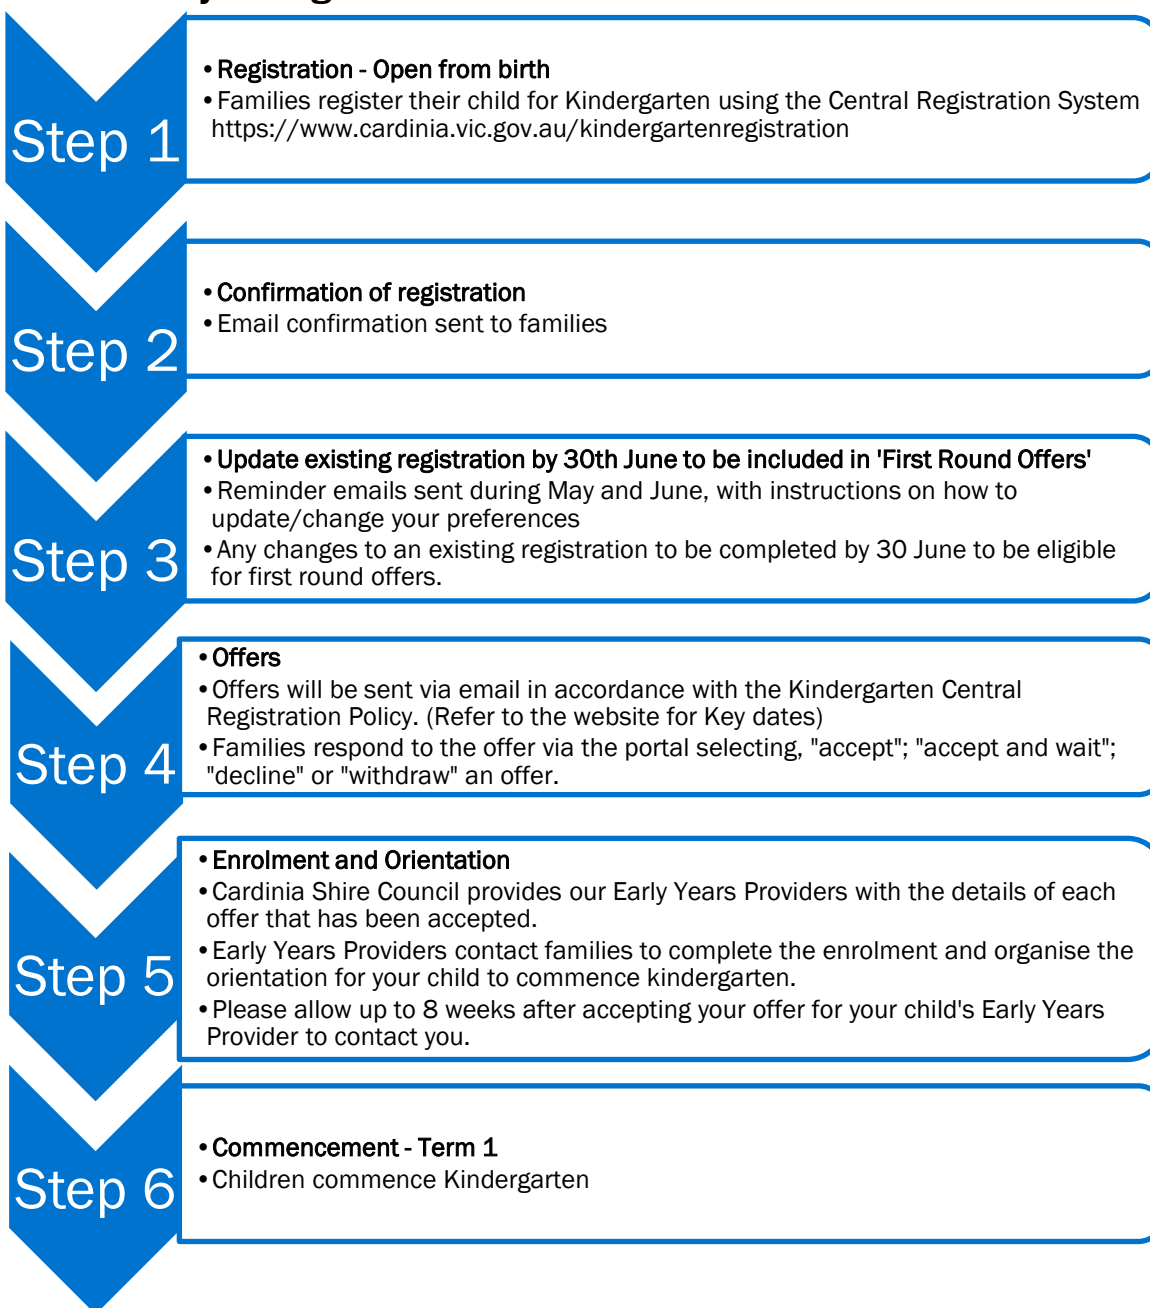 Step 1
•Registration - Open from birth
•Families register their child for Kindergarten using the Central Registration System
https://www.cardinia.vic.gov.au/kindergartenregistration
Step 2
•Confirmation of registration
•Email confirmation sent to families
Step 3
•Update existing registration by 30th June to be included in 'First Round Offers'
•Reminder emails sent during May and June, with instructions on how to
update/change your preferences
•Any changes to an existing registration to be completed by 30 June to be eligible
for first round offers.
Step 4
•Offers
•Offers will be sent via email in accordance with the Kindergarten Central
Registration Policy. (Refer to the website for Key dates)
•Families respond to the offer via the portal selecting, "accept"; "accept and wait";
"decline" or "withdraw" an offer.
Step 5
•Enrolment and Orientation
•Cardinia Shire Council provides our Early Years Providers with the details of each
offer that has been accepted.
•Early Years Providers contact families to complete the enrolment and organise the
orientation for your child to commence kindergarten.
•Please allow up to 8 weeks after accepting your offer for your child's Early Years
Provider to contact you.
Step 6
•Commencement - Term 1
•Children commence Kindergarten